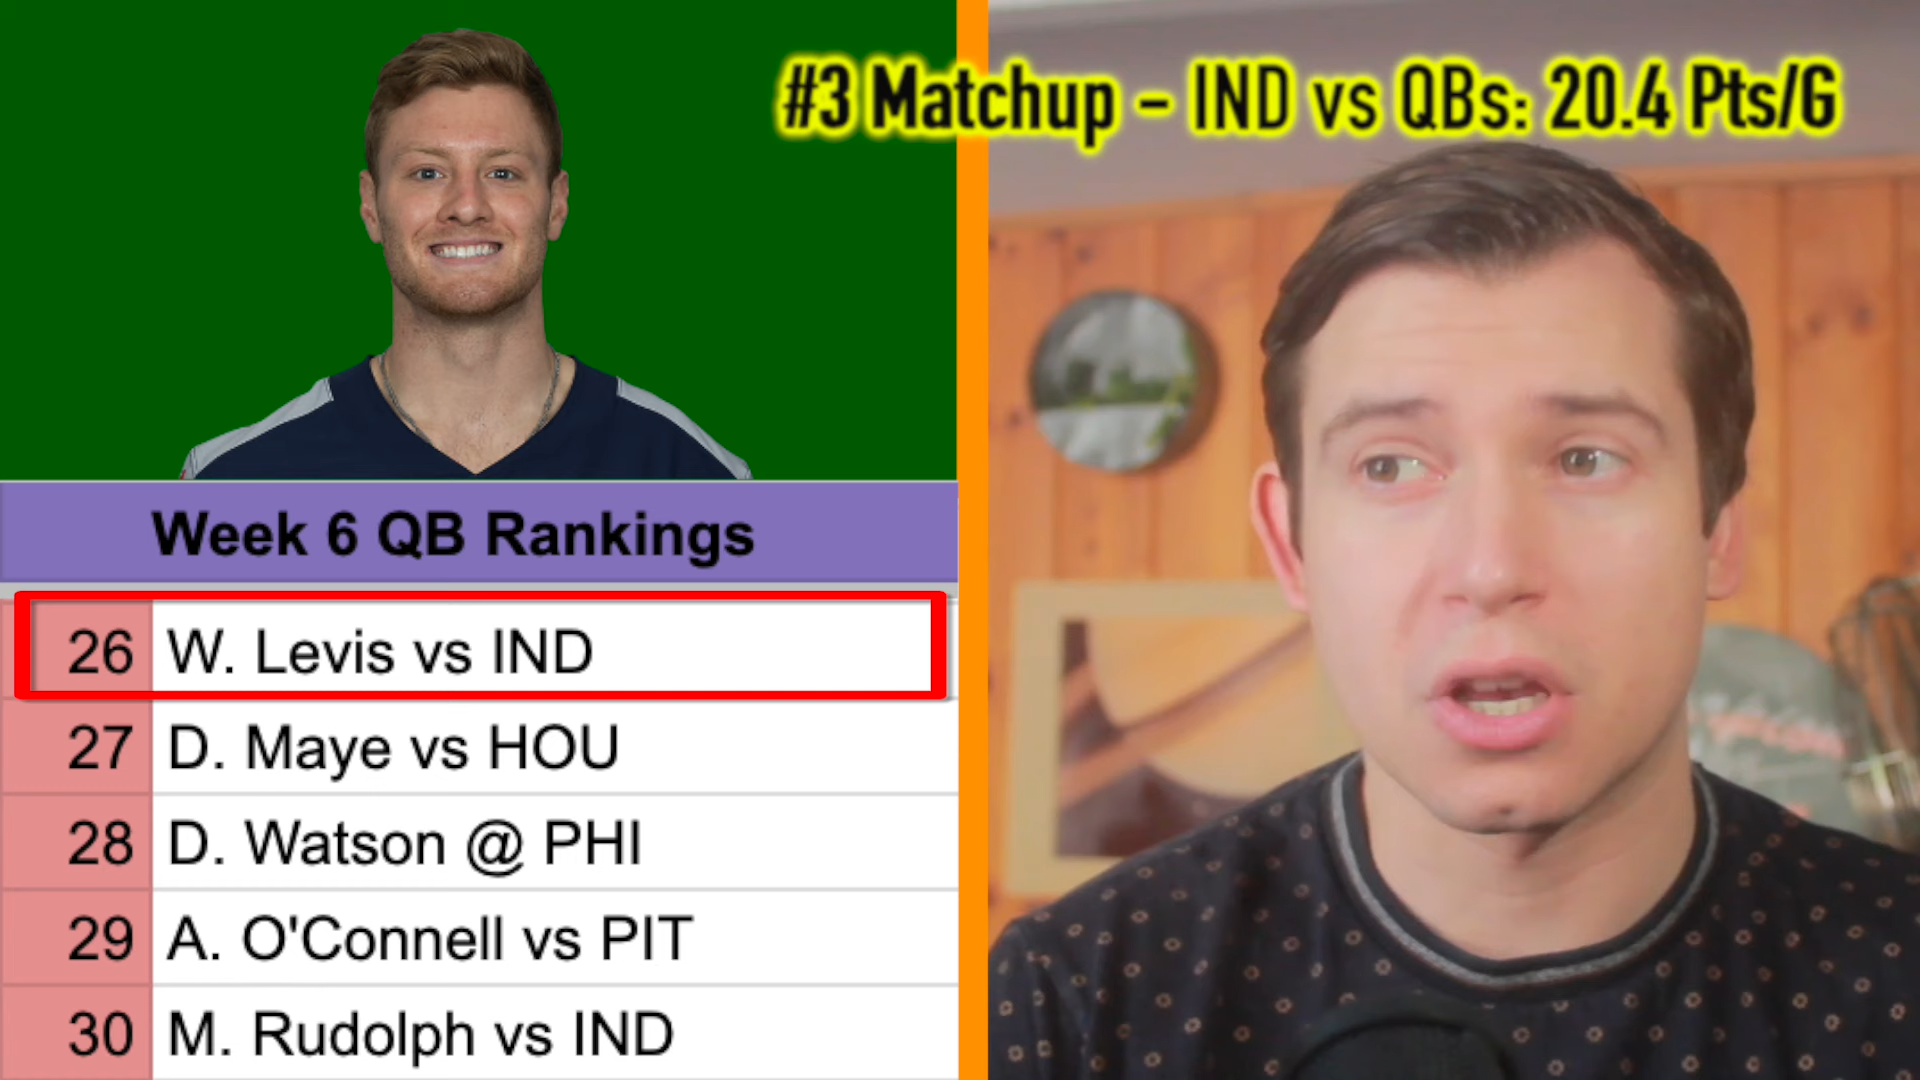 #3 Matchup - IND vs QBs: 20.4 Pts/G
Week 6 QB Rankings
26 W. Levis vs IND
27 D. Maye vs HOU
28 D. Watson @ PHI
29 A. O'Connell vs PIT
30 M. Rudolph vs IND